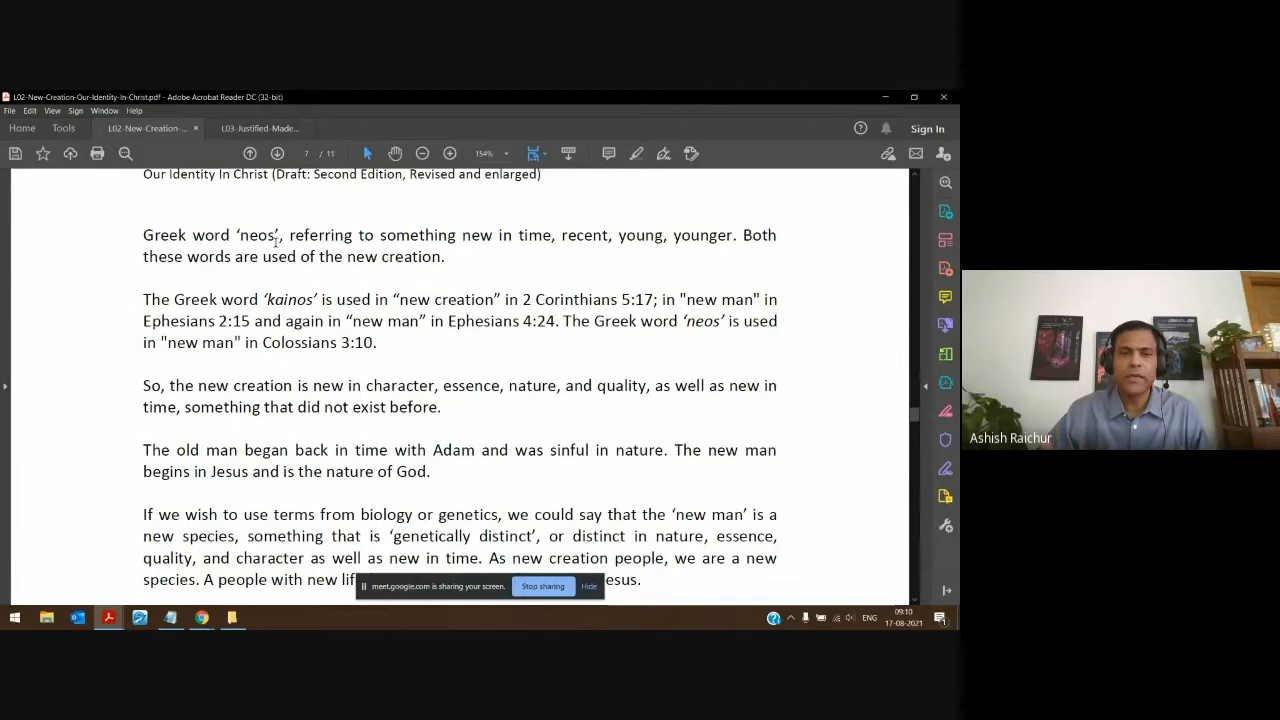 L02-New-Creation-Our-Identity-In-Christ.pdf - Adobe Acrobat Reader DC (32-bit)
File Edit View Sign Window Help
Home Tools L02-New-Creation-... × L03-Justified-Made... Sign In
7 / 11 154%
Our Identity In Christ (Draft: Second Edition, Revised and enlarged)
Greek word ‘neos’, referring to something new in time, recent, young, younger. Both
these words are used of the new creation.
The Greek word ‘kainos’ is used in “new creation” in 2 Corinthians 5:17; in "new man" in
Ephesians 2:15 and again in “new man” in Ephesians 4:24. The Greek word ‘neos’ is used
in "new man" in Colossians 3:10.
So, the new creation is new in character, essence, nature, and quality, as well as new in
time, something that did not exist before.
The old man began back in time with Adam and was sinful in nature. The new man
begins in Jesus and is the nature of God.
If we wish to use terms from biology or genetics, we could say that the ‘new man’ is a
new species, something that is ‘genetically distinct’, or distinct in nature, essence,
quality, and character as well as new in time. As new creation people, we are a new
species. A people with new esus.
meet.google.com is sharing your screen. Stop sharing Hide
Ashish Raichur
ENG
09:10
17-08-2021